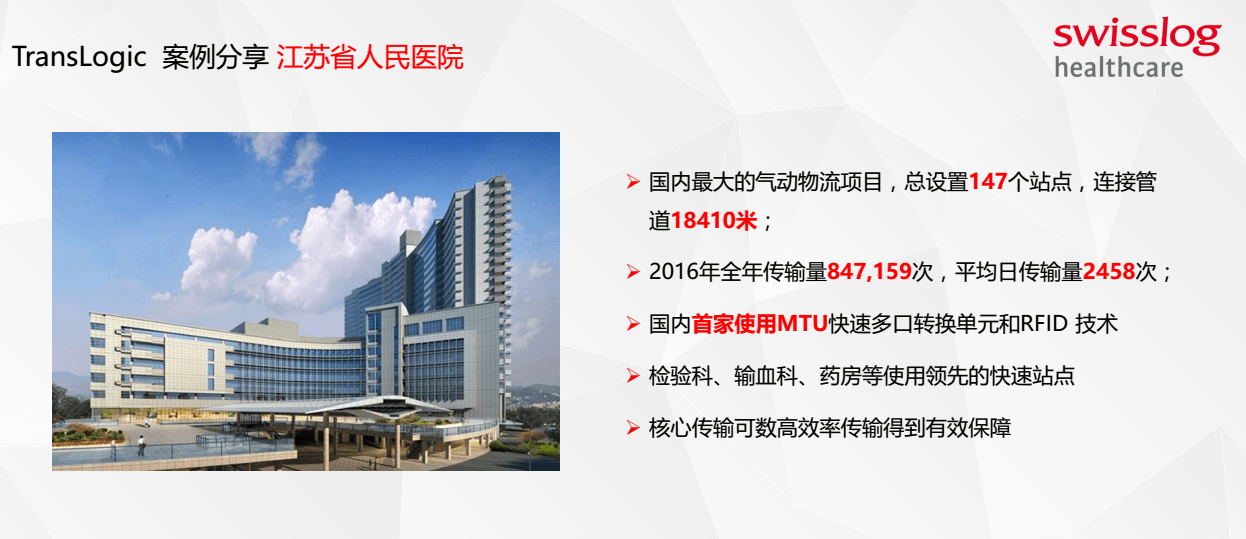 TransLogic 案例分享 江苏省人民医院
swisslog
healthcare
国内最大的气动物流项目，总设置147个站点，连接管
道18410米；
2016年全年传输量847,159次，平均日传输量2458次；
国内首家使用MTU快速多口转换单元和RFID 技术
检验科、输血科、药房等使用领先的快速站点
核心传输可数高效率传输得到有效保障